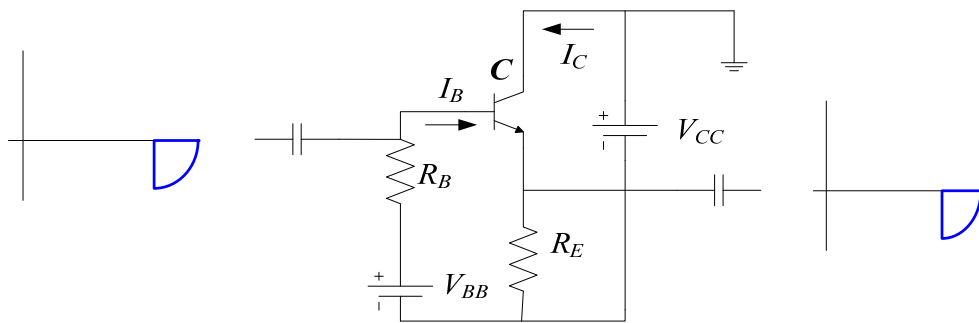 I_C
C
I_B
+
V_CC
-
R_B
R_E
+
V_BB
-